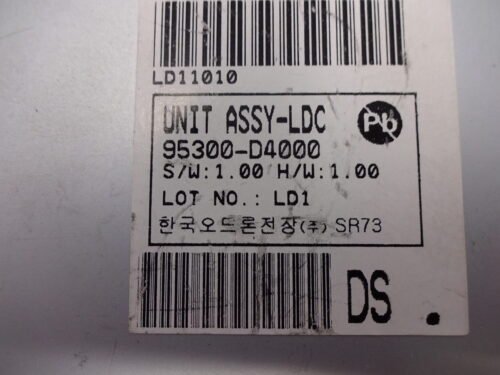 LD11010
UNIT ASSY-LDC Pb
95300-D4000
S/W:1.00 H/W:1.00
LOT NO.: LD1
한국오드론전장(주) SR73
DS .